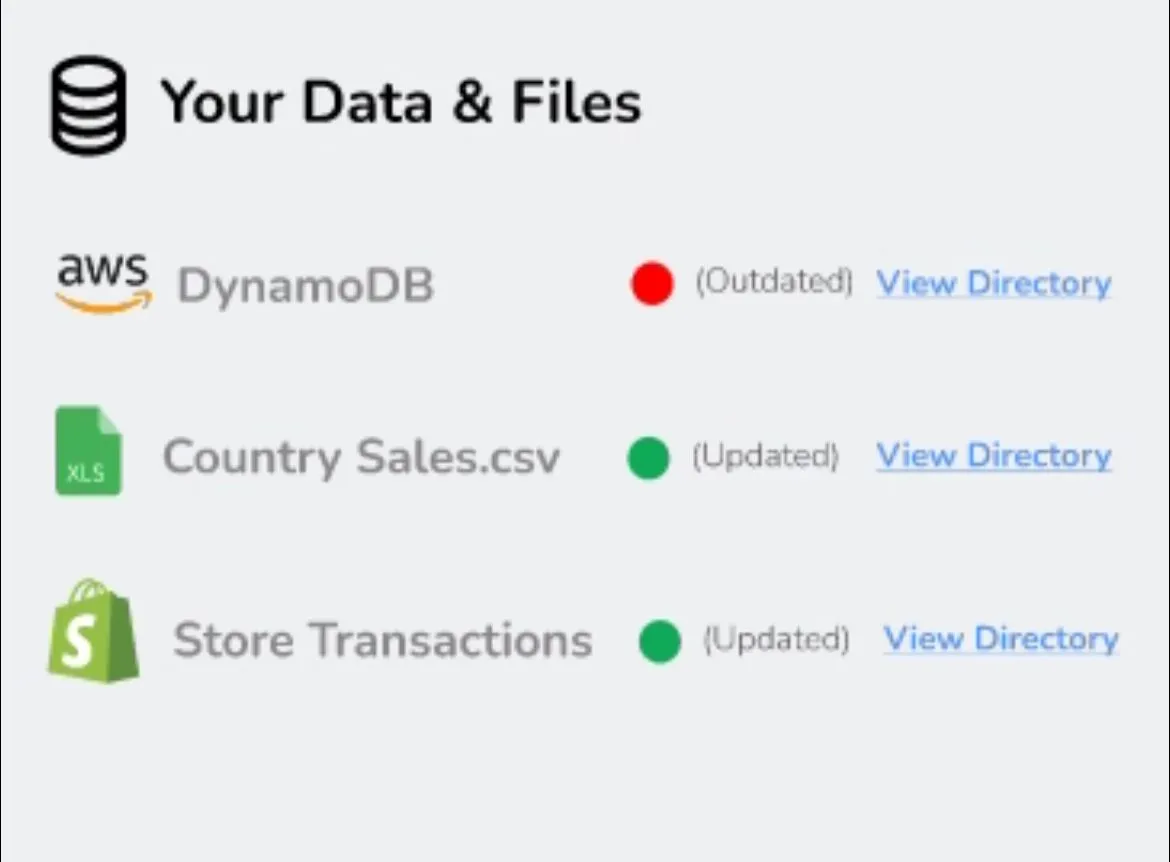 Your Data & Files
aws DynamoDB (Outdated) View Directory
XLS Country Sales.csv (Updated) View Directory
S Store Transactions (Updated) View Directory